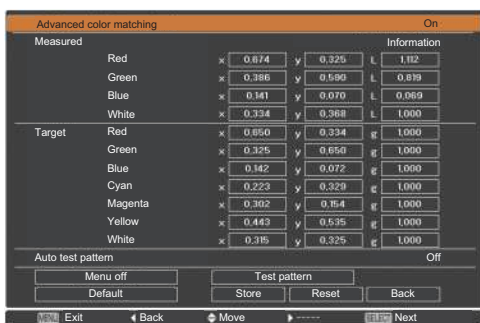 Advanced color matching On
Measured Information
Red x 0,674 y 0,325 L 1,112
Green x 0,386 y 0,590 L 0,819
Blue x 0,141 y 0,070 L 0,069
White x 0,334 y 0,368 L 1,000
Target Red x 0,650 y 0,334 g 1,000
Green x 0,325 y 0,650 g 1,000
Blue x 0,142 y 0,072 g 1,000
Cyan x 0,223 y 0,329 g 1,000
Magenta x 0,302 y 0,154 g 1,000
Yellow x 0,443 y 0,535 g 1,000
White x 0,315 y 0,325 g 1,000
Auto test pattern Off
Menu off Test pattern
Default Store Reset Back
MENU Exit Back Move ----- SELECT Next